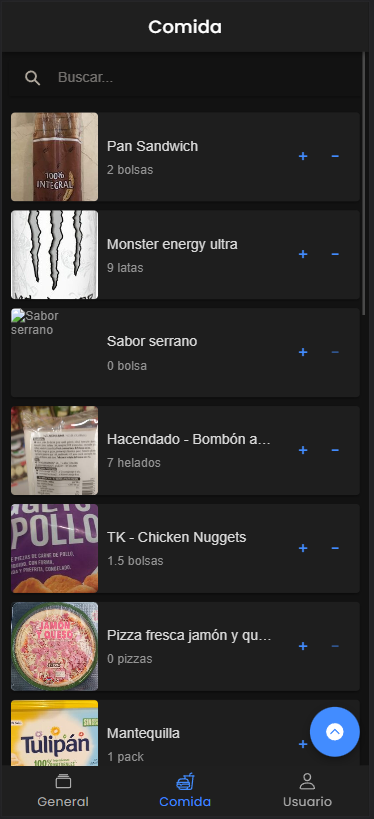 Comida
Buscar...
100%
INTEGRAL
Pan Sandwich
2 bolsas
+ −
Monster energy ultra
9 latas
+ −
Sabor
serrano
Sabor serrano
0 bolsa
+ −
Hacendado - Bombón a...
7 helados
+ −
POLLO
TK - Chicken Nuggets
1.5 bolsas
+ −
JAMÓN
Y QUESO
Pizza fresca jamón y qu...
0 pizzas
+ −
Tulipán
100%
Mantequilla
1 pack
+
General
Comida
Usuario